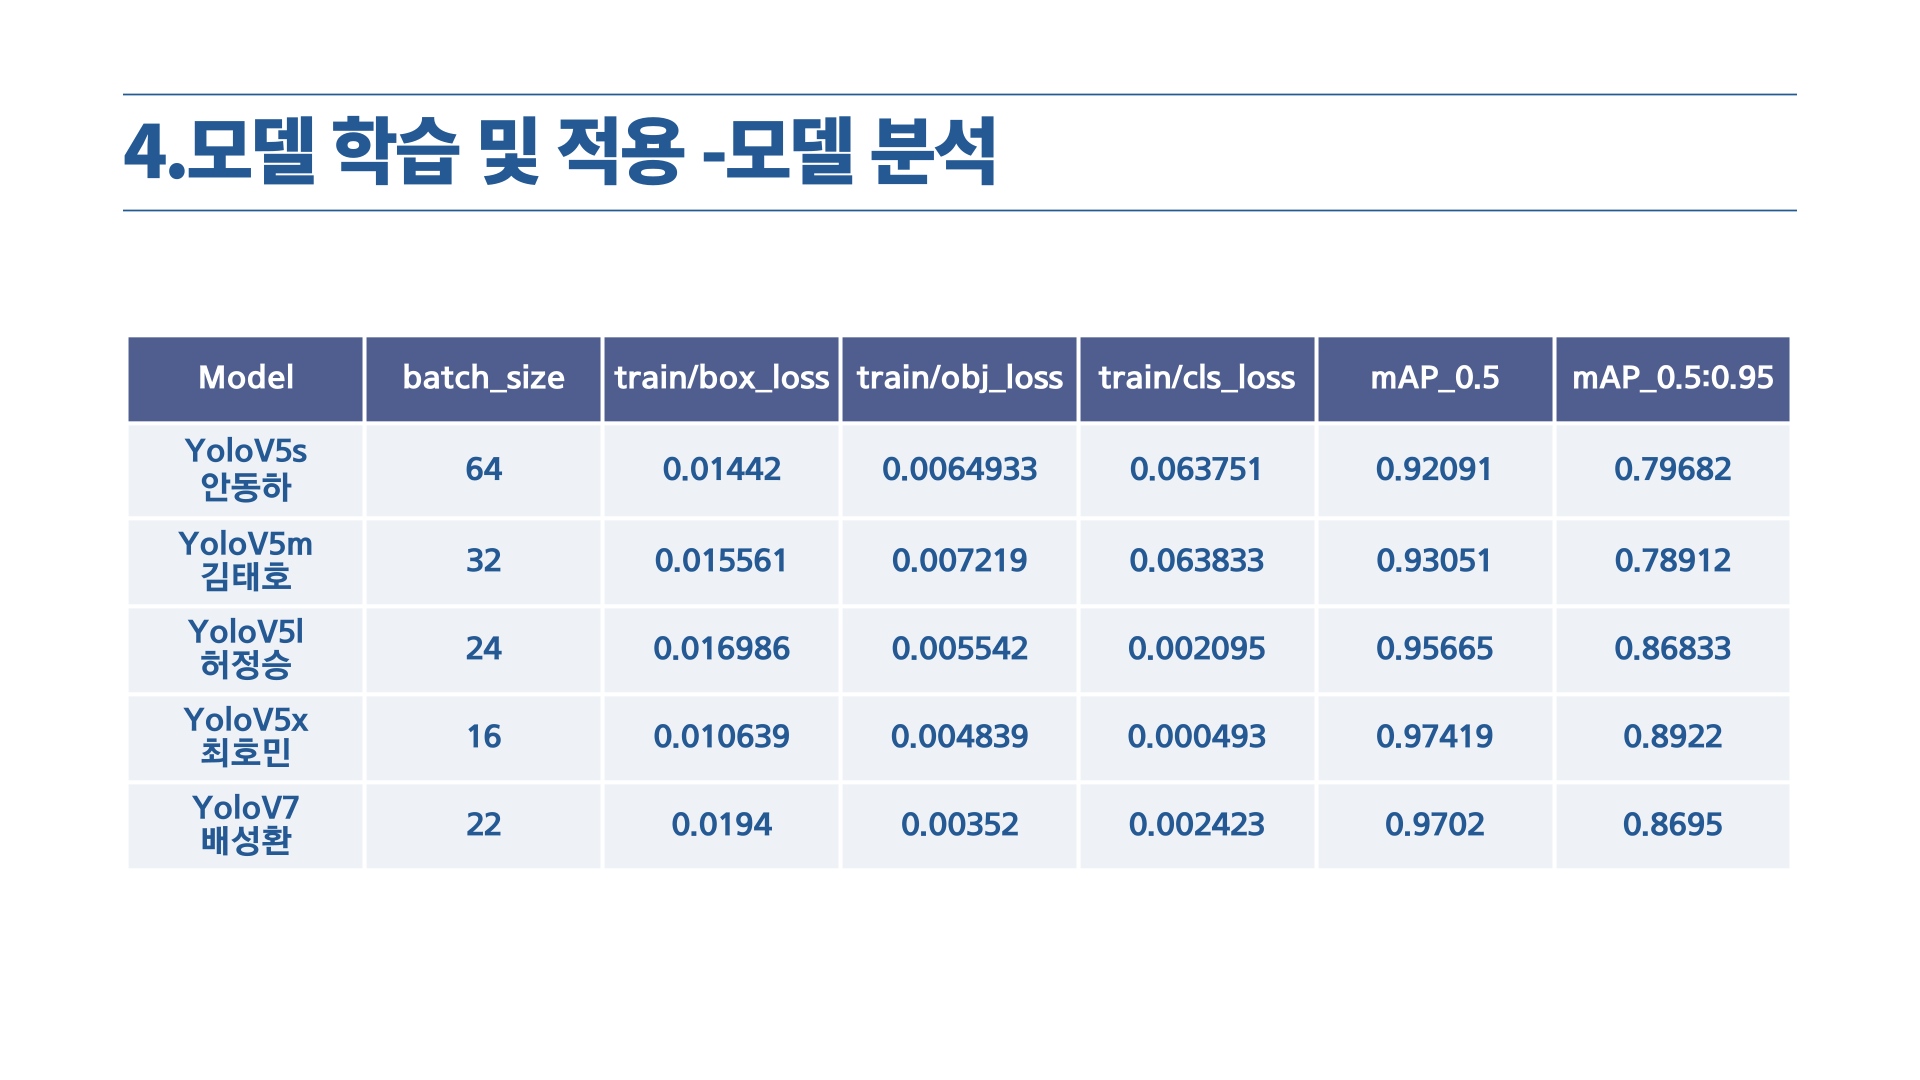 4.모델 학습 및 적용 -모델 분석
Model batch_size train/box_loss train/obj_loss train/cls_loss mAP_0.5 mAP_0.5:0.95
YoloV5s
안동하 64 0.01442 0.0064933 0.063751 0.92091 0.79682
YoloV5m
김태호 32 0.015561 0.007219 0.063833 0.93051 0.78912
YoloV5l
허정승 24 0.016986 0.005542 0.002095 0.95665 0.86833
YoloV5x
최호민 16 0.010639 0.004839 0.000493 0.97419 0.8922
YoloV7
배성환 22 0.0194 0.00352 0.002423 0.9702 0.8695